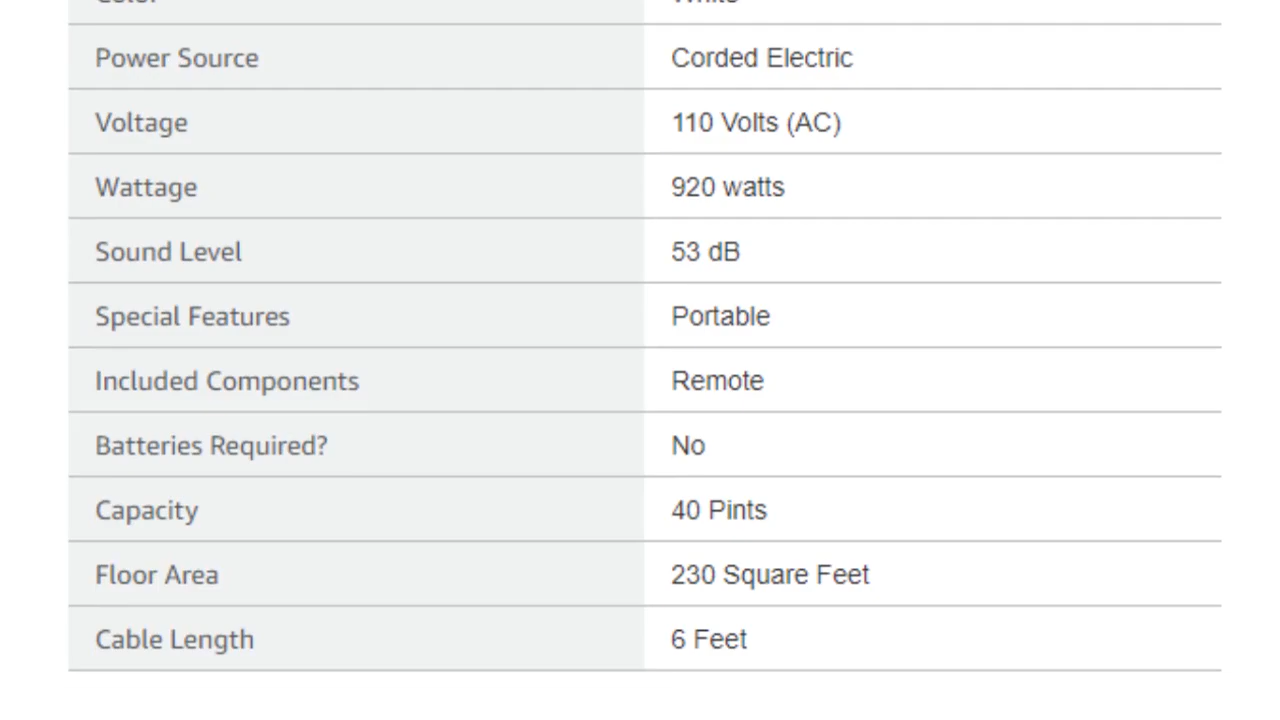 Power Source Corded Electric
Voltage 110 Volts (AC)
Wattage 920 watts
Sound Level 53 dB
Special Features Portable
Included Components Remote
Batteries Required? No
Capacity 40 Pints
Floor Area 230 Square Feet
Cable Length 6 Feet